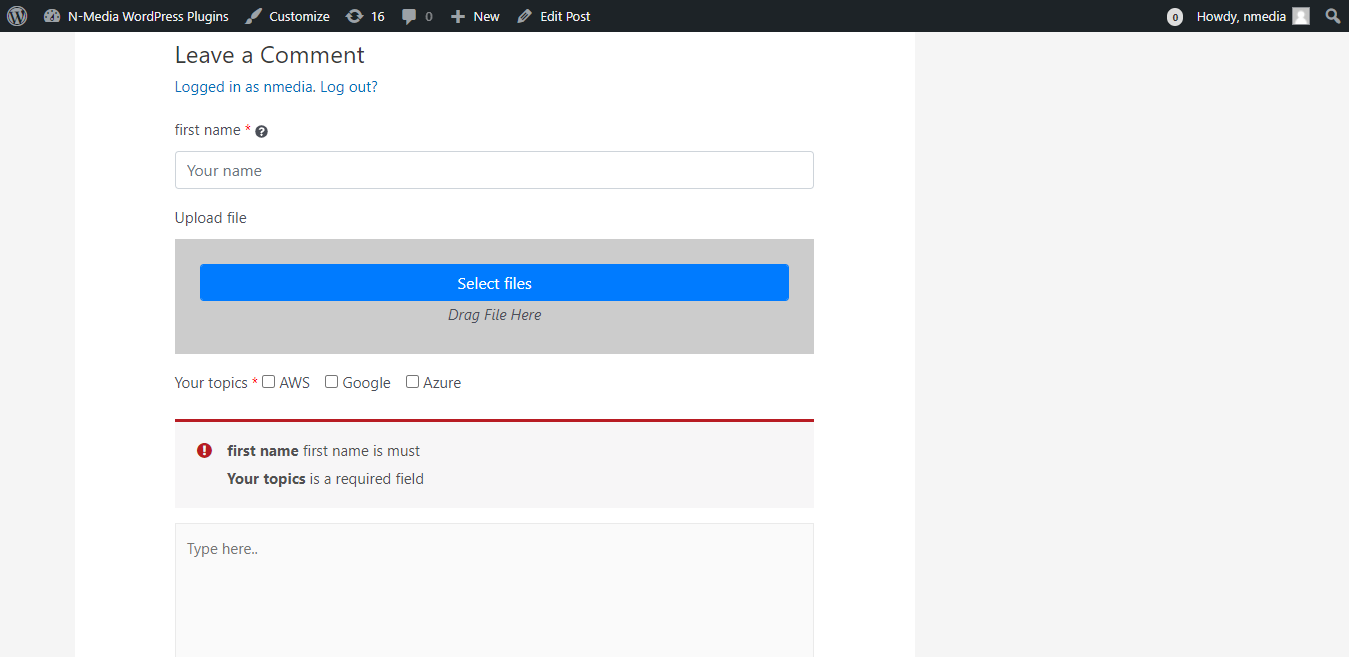 N-Media WordPress Plugins Customize 16 0 New Edit Post 0 Howdy, nmedia
Leave a Comment
Logged in as nmedia. Log out?
first name * ?
Your name
Upload file
Select files
Drag File Here
Your topics * AWS Google Azure
first name first name is must
Your topics is a required field
Type here..